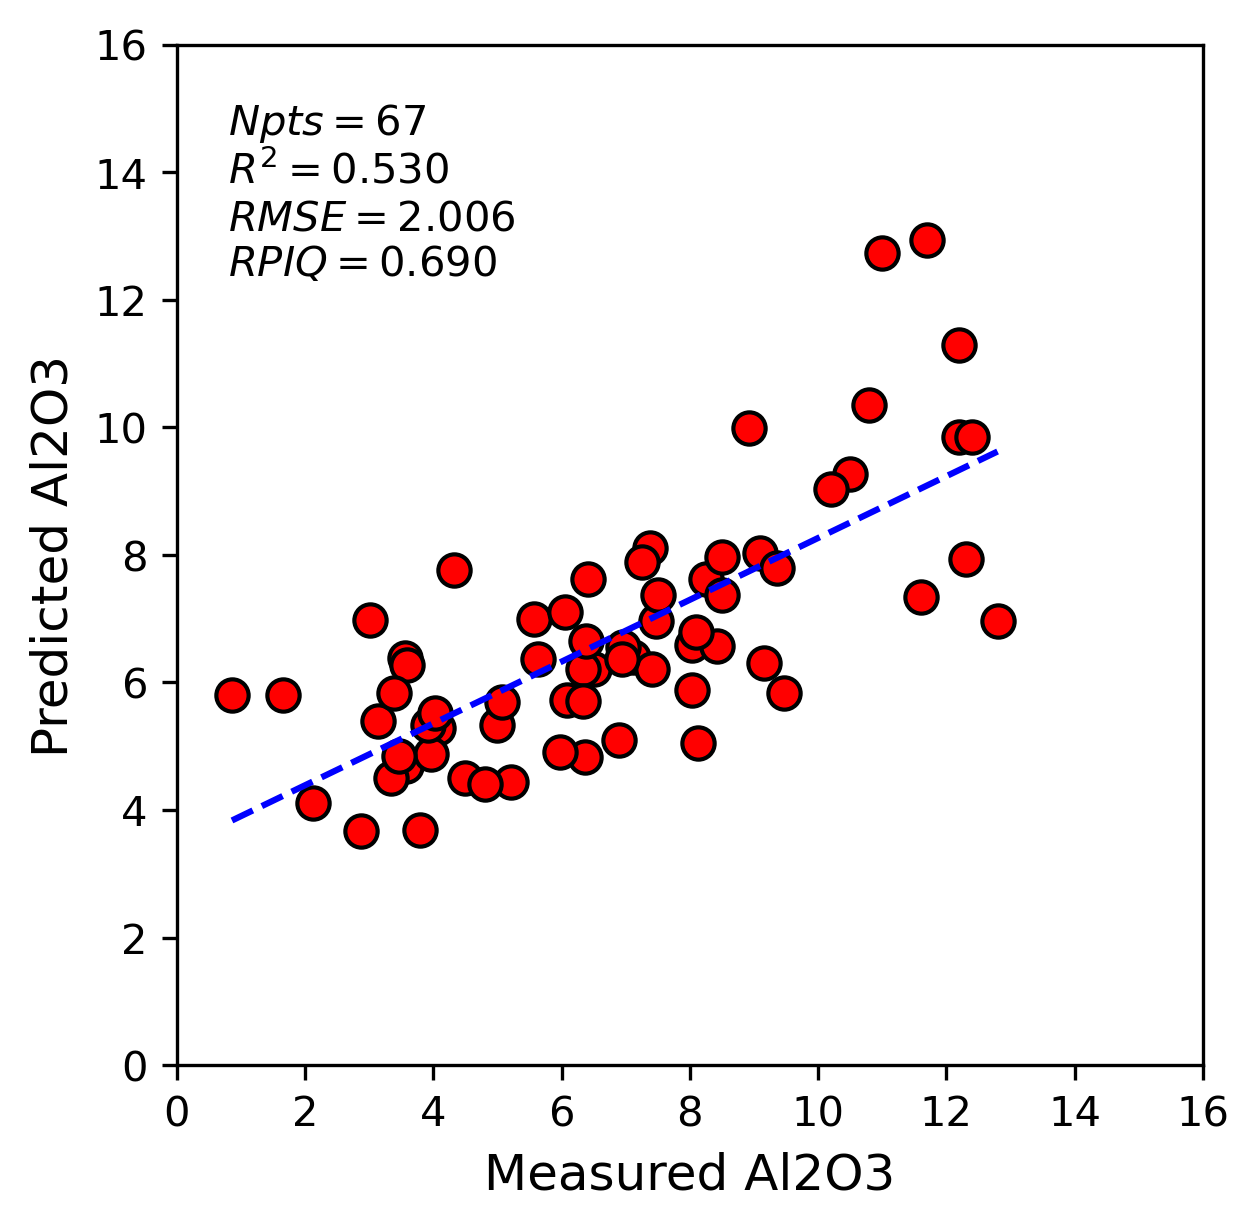 16
14
12
10
8
6
4
2
0
Npts = 67
R² = 0.530
RMSE = 2.006
RPIQ = 0.690
Predicted Al2O3
0 2 4 6 8 10 12 14 16
Measured Al2O3